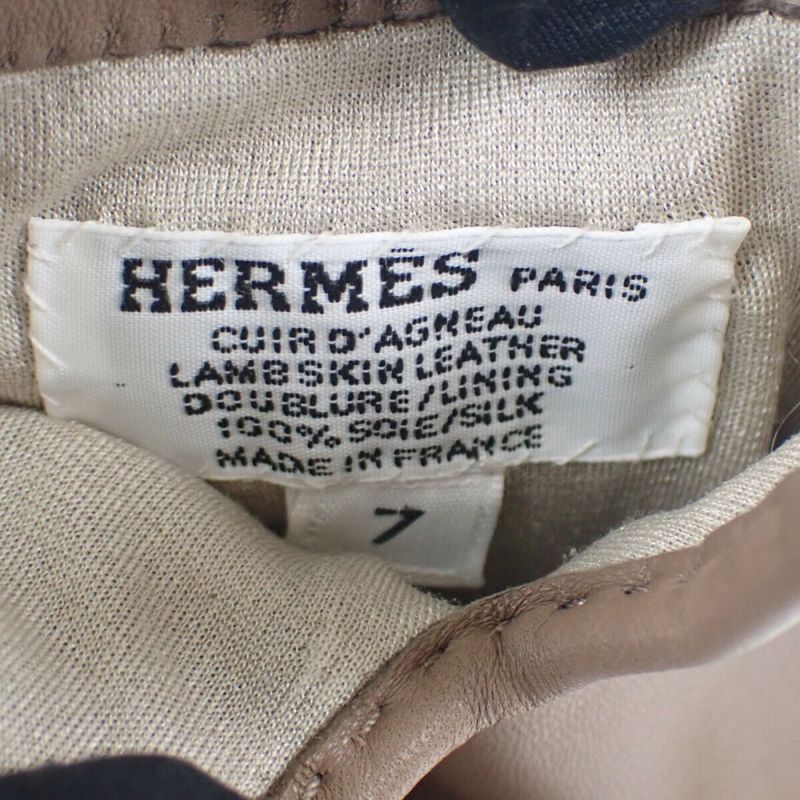 HERMÈS PARIS
CUIR D'AGNEAU
LAMBSKIN LEATHER
DOUBLURE/LINING
100% SOIE/SILK
MADE IN FRANCE
7